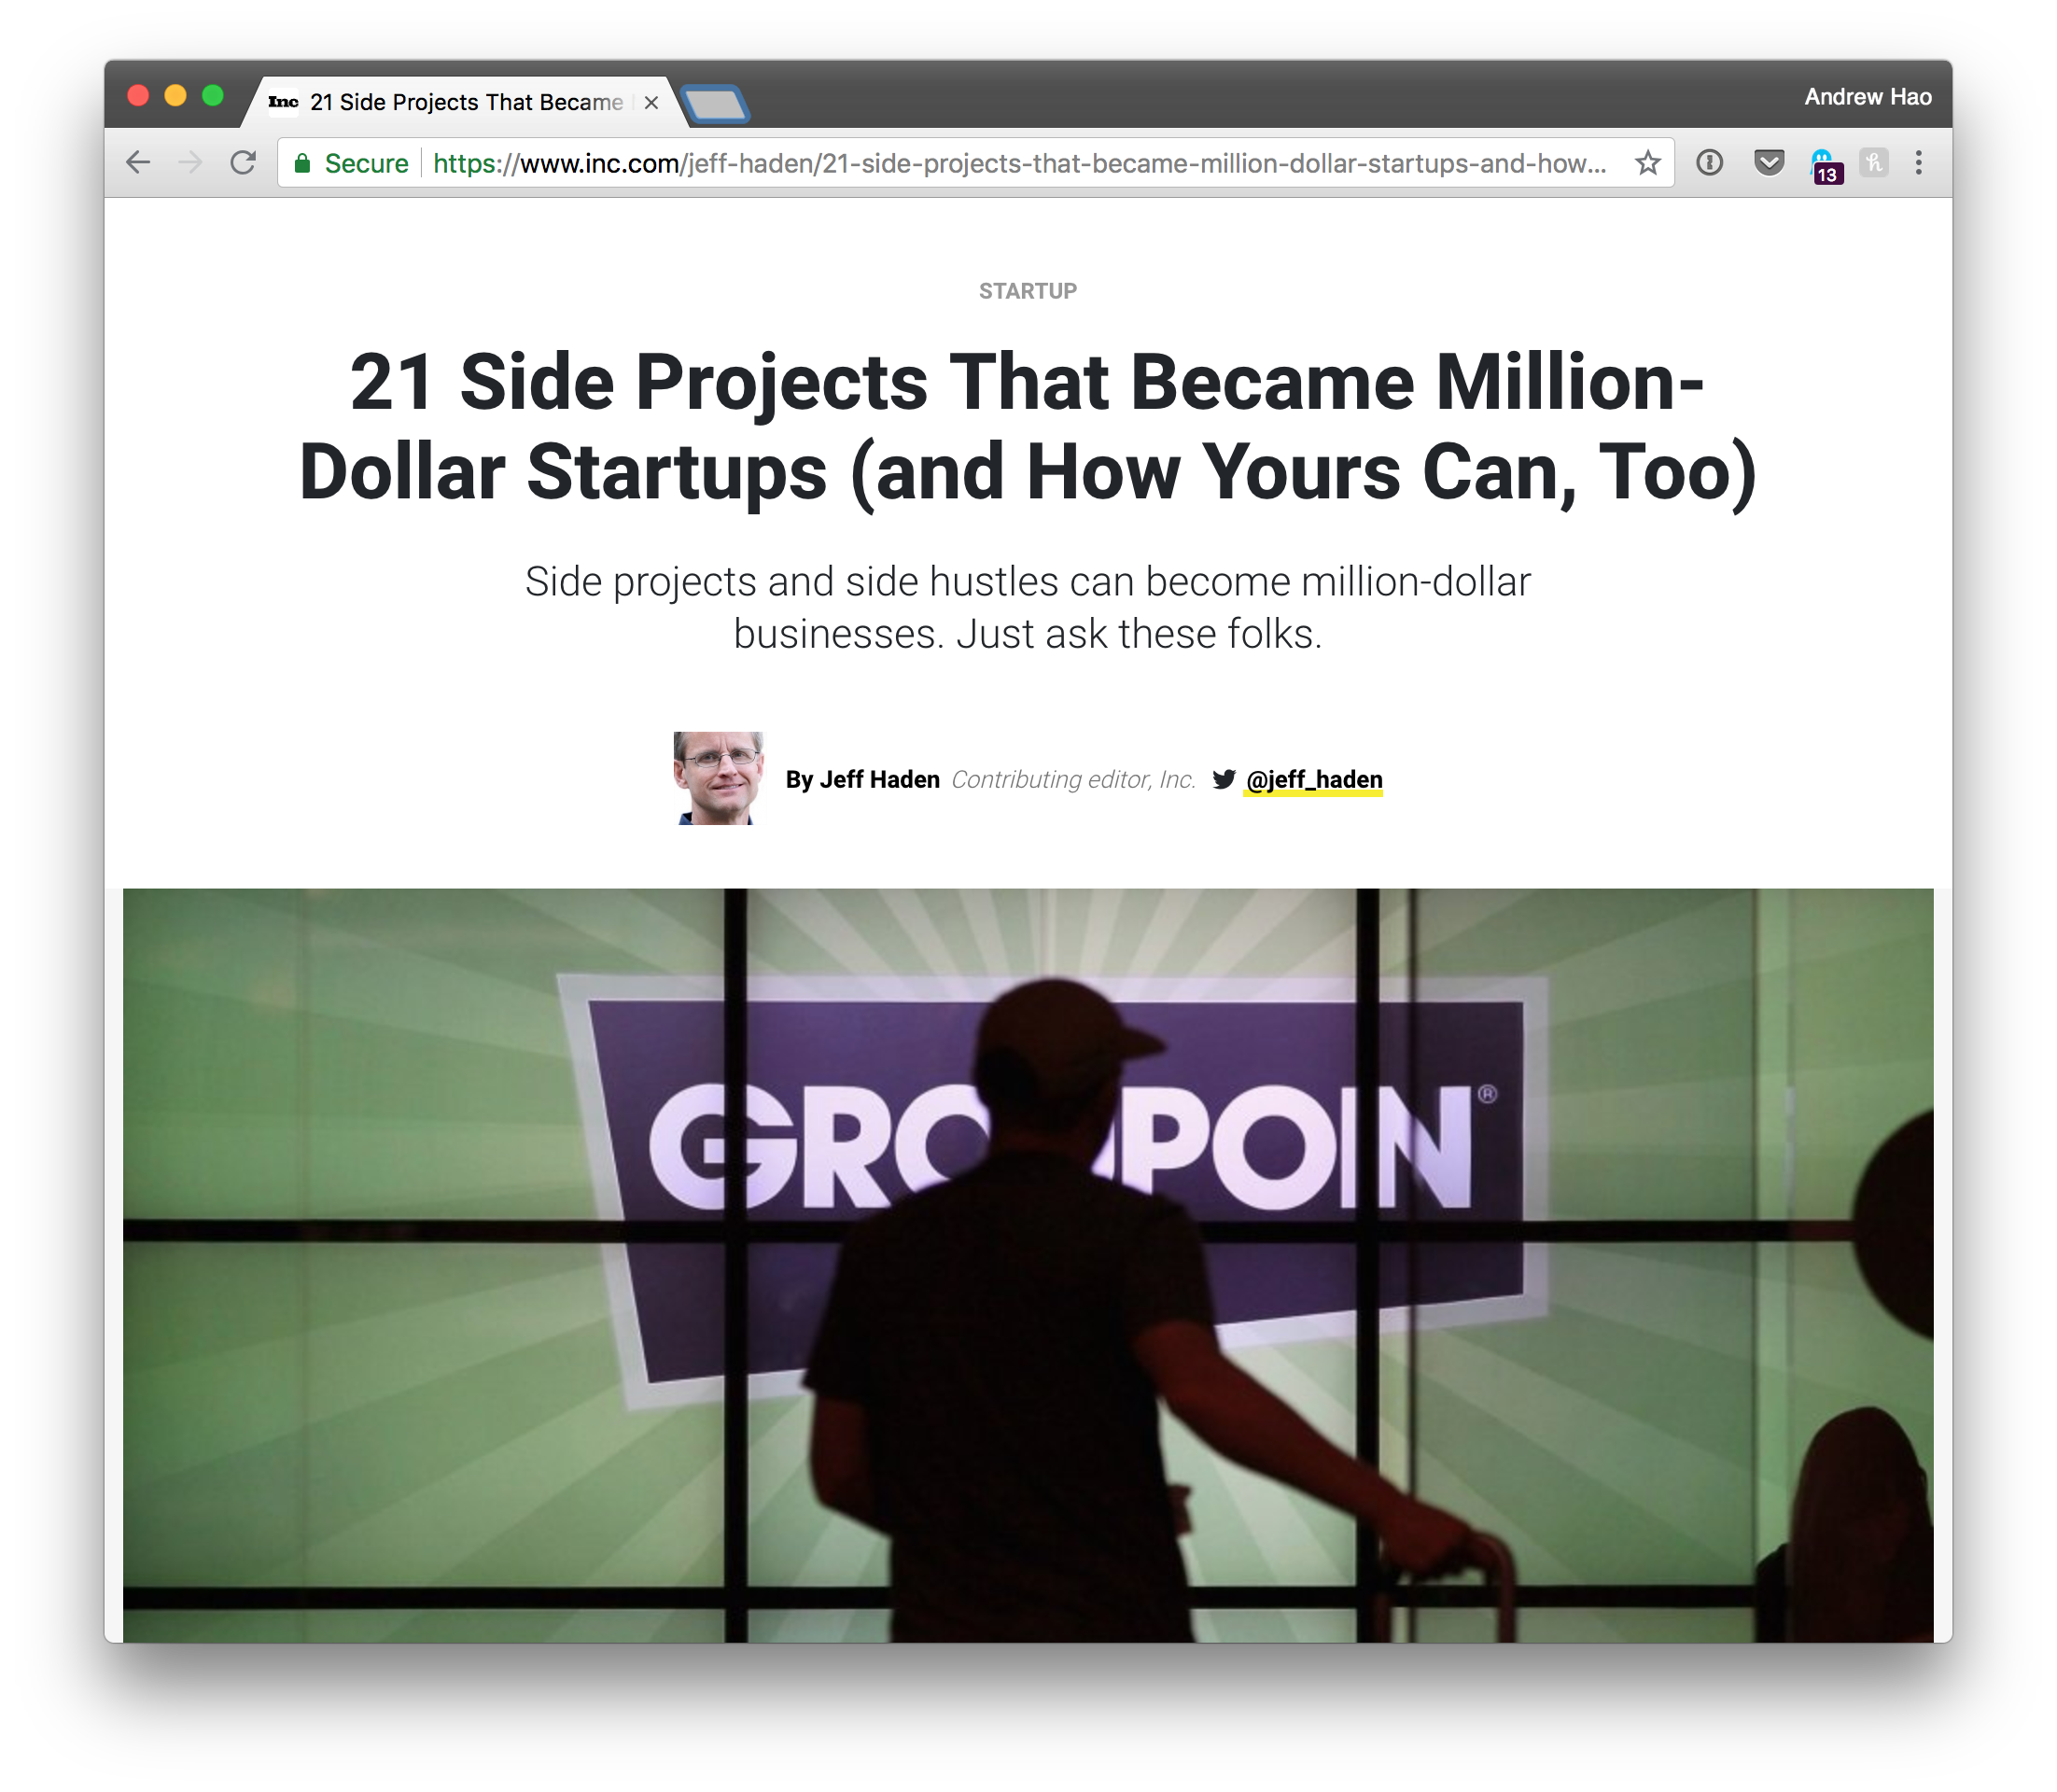 Inc 21 Side Projects That Became
Andrew Hao
Secure https://www.inc.com/jeff-haden/21-side-projects-that-became-million-dollar-startups-and-how...
13
h
STARTUP
21 Side Projects That Became Million-
Dollar Startups (and How Yours Can, Too)
Side projects and side hustles can become million-dollar
businesses. Just ask these folks.
By Jeff Haden Contributing editor, Inc. @jeff_haden
GROUPON®